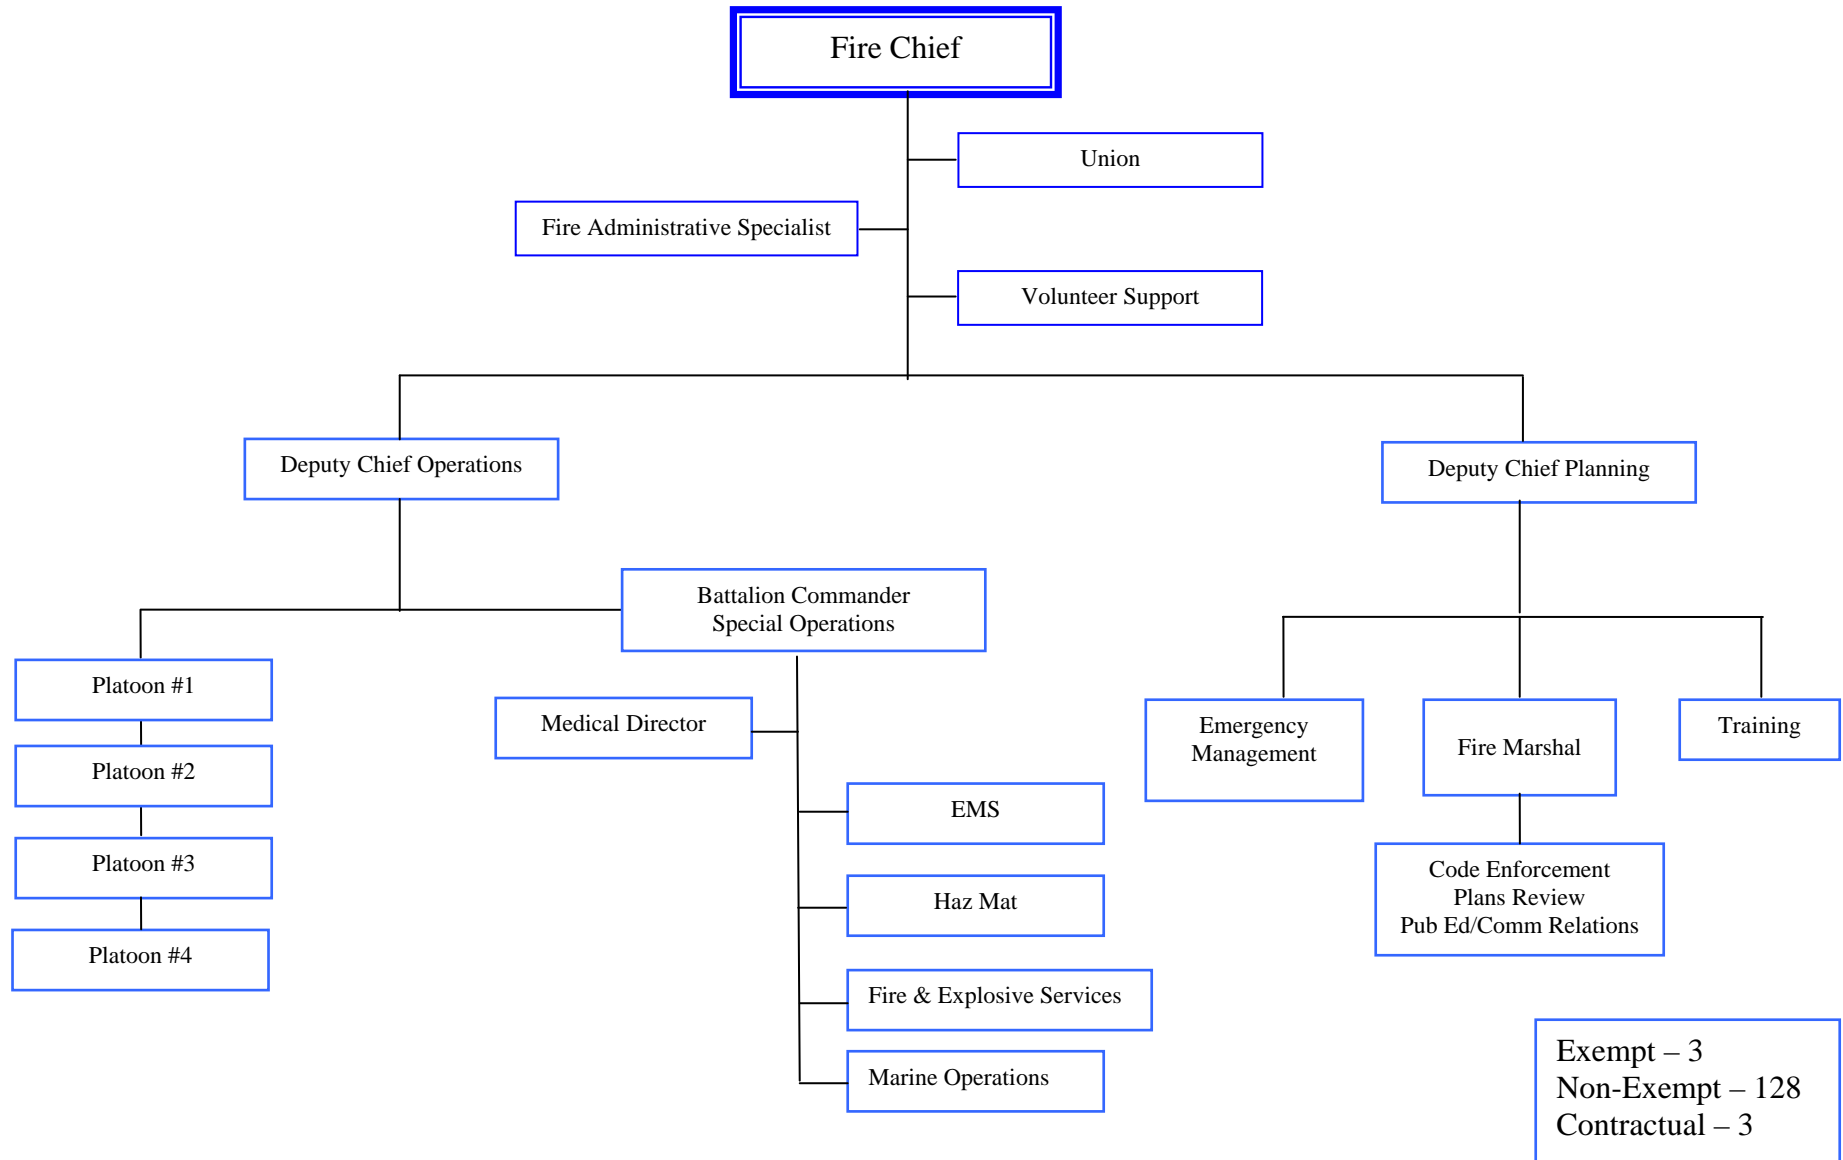 Fire Chief
Union
Fire Administrative Specialist
Volunteer Support
Deputy Chief Operations
Deputy Chief Planning
Battalion Commander
Special Operations
Platoon #1
Platoon #2
Platoon #3
Platoon #4
Medical Director
EMS
Haz Mat
Fire & Explosive Services
Marine Operations
Emergency
Management
Fire Marshal
Training
Code Enforcement
Plans Review
Pub Ed/Comm Relations
Exempt – 3
Non-Exempt – 128
Contractual – 3